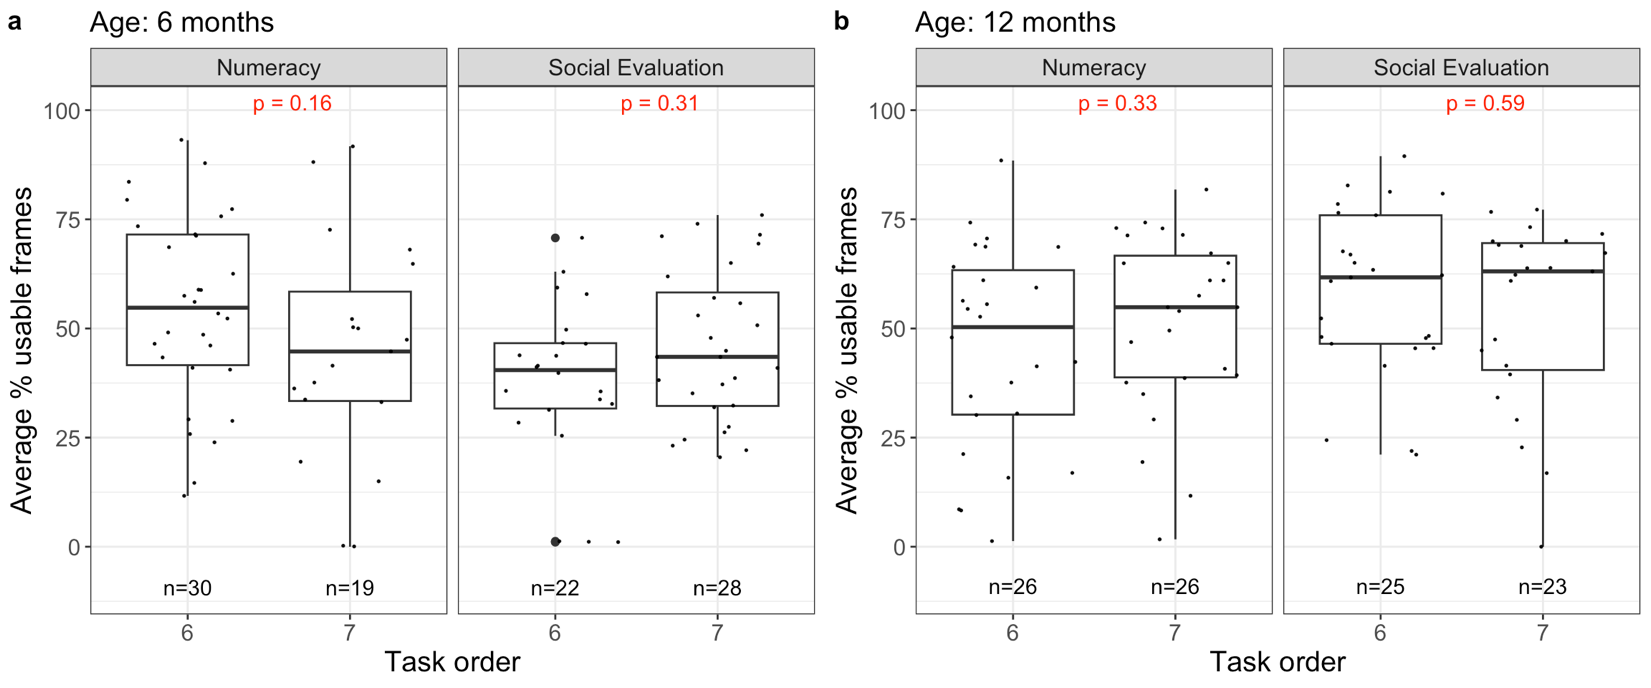 a Age: 6 months
Numeracy Social Evaluation
p = 0.16 p = 0.31
100
75
50
25
0
Average % usable frames
n=30 n=19 n=22 n=28
6 7 6 7
Task order
b Age: 12 months
Numeracy Social Evaluation
p = 0.33 p = 0.59
100
75
50
25
0
Average % usable frames
n=26 n=26 n=25 n=23
6 7 6 7
Task order